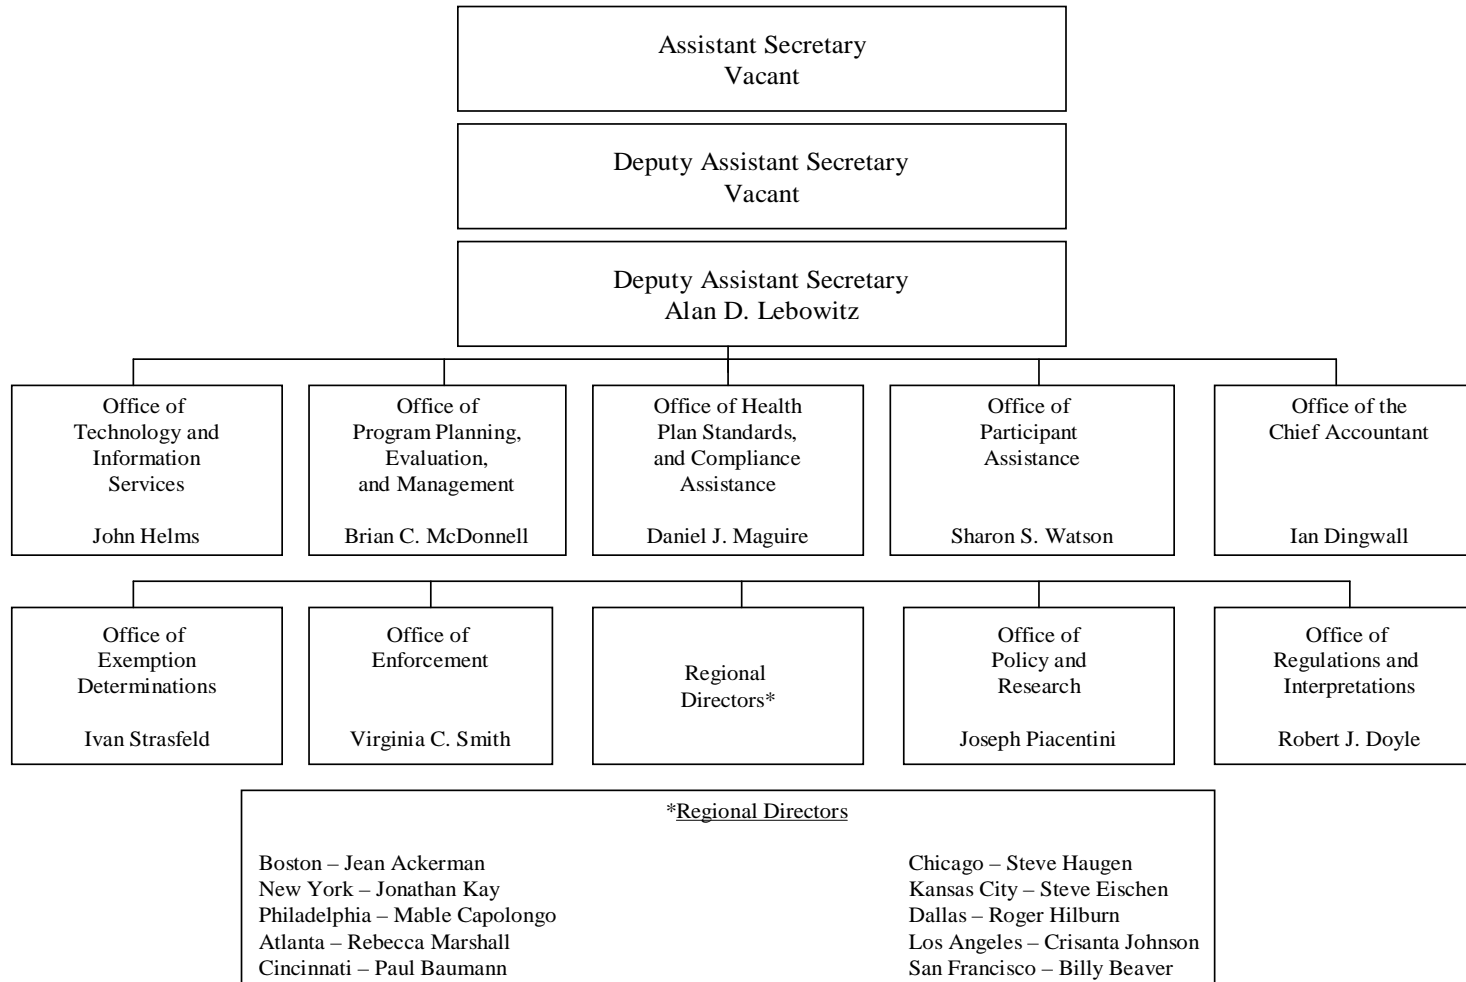 Assistant Secretary
Vacant
Deputy Assistant Secretary
Vacant
Deputy Assistant Secretary
Alan D. Lebowitz
Office of
Technology and
Information
Services
John Helms
Office of
Program Planning,
Evaluation,
and Management
Brian C. McDonnell
Office of Health
Plan Standards,
and Compliance
Assistance
Daniel J. Maguire
Office of
Participant
Assistance
Sharon S. Watson
Office of the
Chief Accountant
Ian Dingwall
Office of
Exemption
Determinations
Ivan Strasfeld
Office of
Enforcement
Virginia C. Smith
Regional
Directors*
Office of
Policy and
Research
Joseph Piacentini
Office of
Regulations and
Interpretations
Robert J. Doyle
*Regional Directors
Boston – Jean Ackerman
New York – Jonathan Kay
Philadelphia – Mable Capolongo
Atlanta – Rebecca Marshall
Cincinnati – Paul Baumann
Chicago – Steve Haugen
Kansas City – Steve Eischen
Dallas – Roger Hilburn
Los Angeles – Crisanta Johnson
San Francisco – Billy Beaver